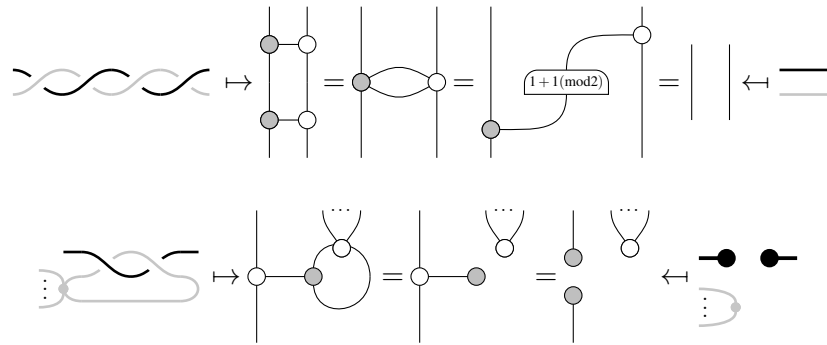 ↦ = = 1+1(mod2) = ↤
... ... ...
⋮ ↦ = = ↤ ⋮